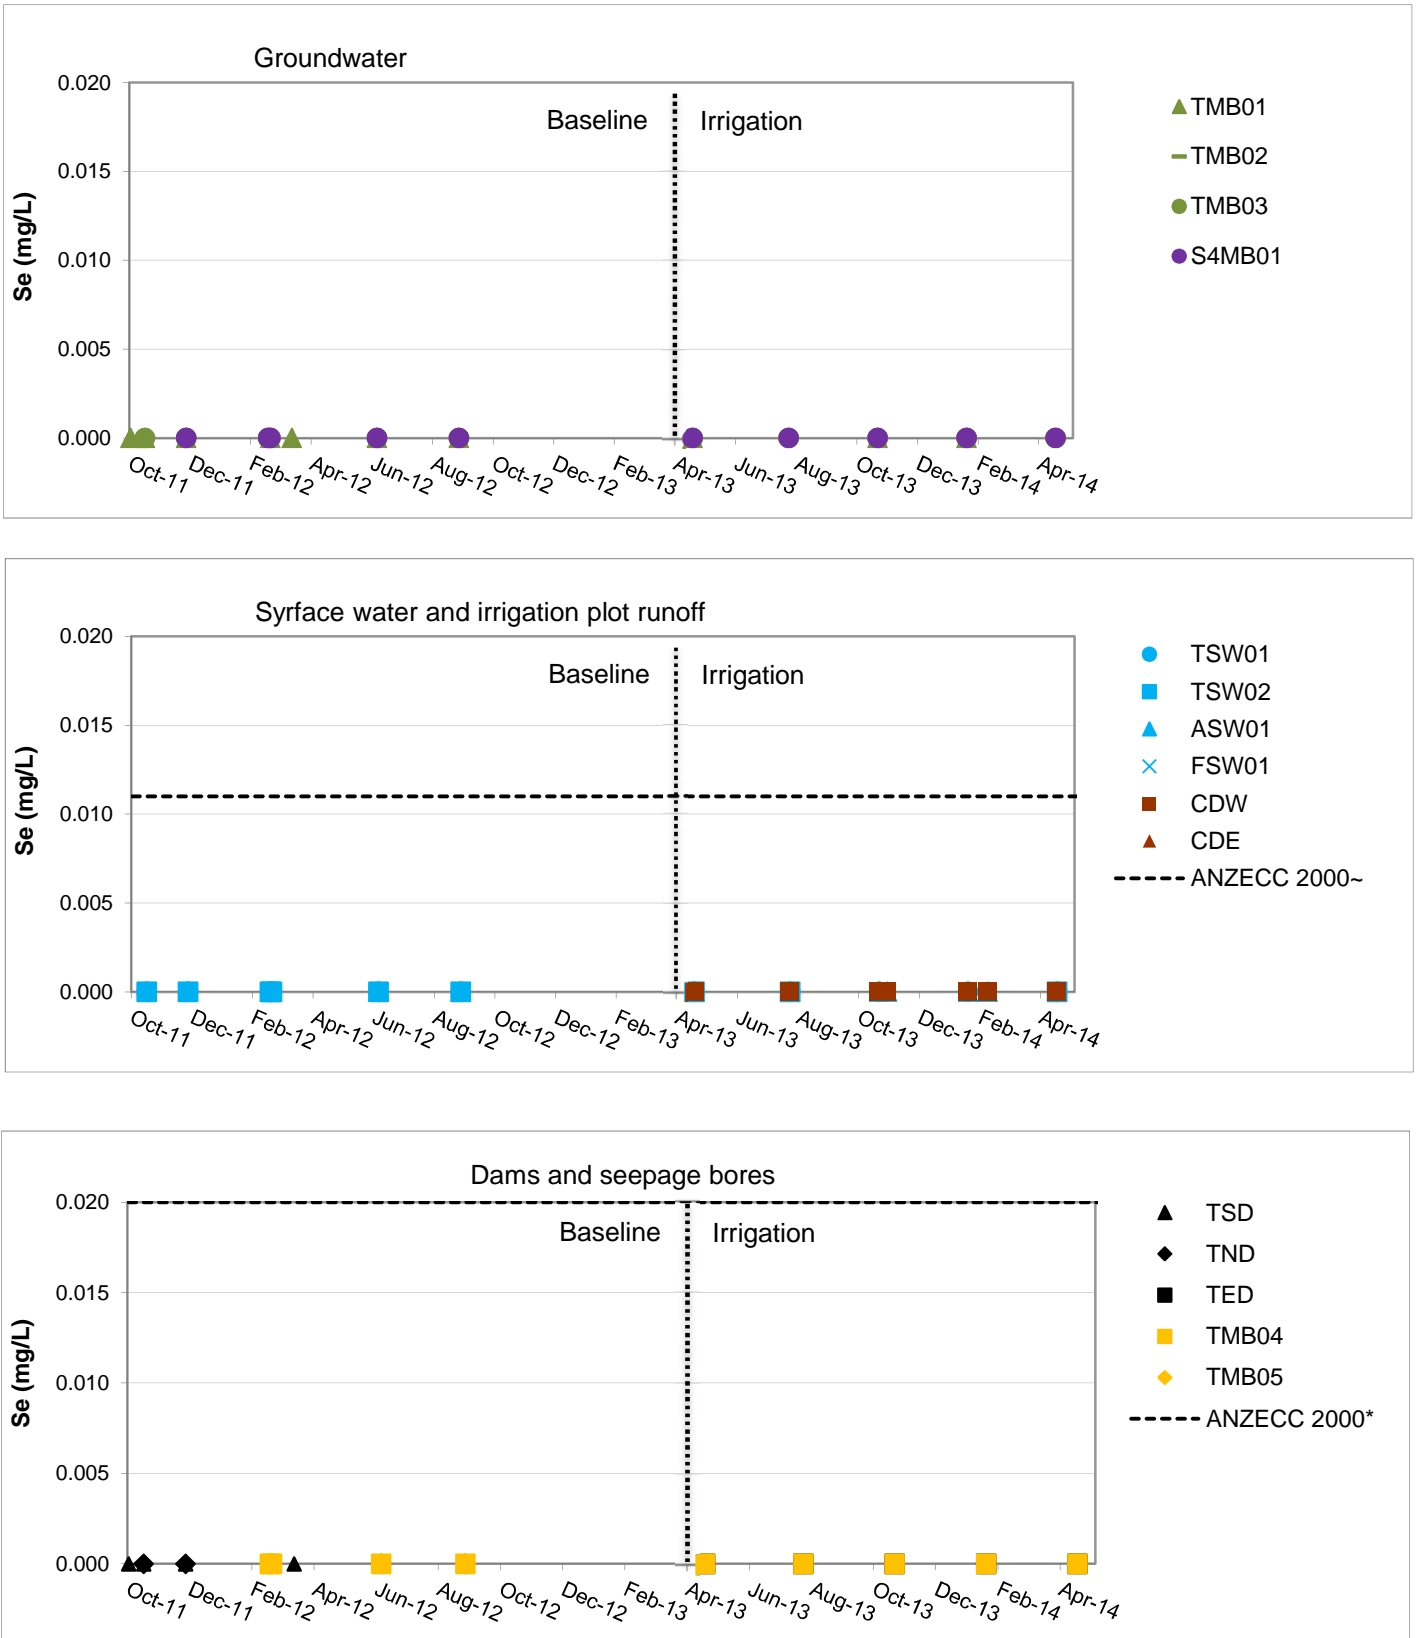 Groundwater
0.020
0.015
0.010
0.005
0.000
Se (mg/L)
Baseline
Irrigation
Oct-11
Dec-11
Feb-12
Apr-12
Jun-12
Aug-12
Oct-12
Dec-12
Feb-13
Apr-13
Jun-13
Aug-13
Oct-13
Dec-13
Feb-14
Apr-14
TMB01
TMB02
TMB03
S4MB01
Syrface water and irrigation plot runoff
0.020
0.015
0.010
0.005
0.000
Se (mg/L)
Baseline
Irrigation
Oct-11
Dec-11
Feb-12
Apr-12
Jun-12
Aug-12
Oct-12
Dec-12
Feb-13
Apr-13
Jun-13
Aug-13
Oct-13
Dec-13
Feb-14
Apr-14
TSW01
TSW02
ASW01
FSW01
CDW
CDE
ANZECC 2000~
Dams and seepage bores
0.020
0.015
0.010
0.005
0.000
Se (mg/L)
Baseline
Irrigation
Oct-11
Dec-11
Feb-12
Apr-12
Jun-12
Aug-12
Oct-12
Dec-12
Feb-13
Apr-13
Jun-13
Aug-13
Oct-13
Dec-13
Feb-14
Apr-14
TSD
TND
TED
TMB04
TMB05
ANZECC 2000*